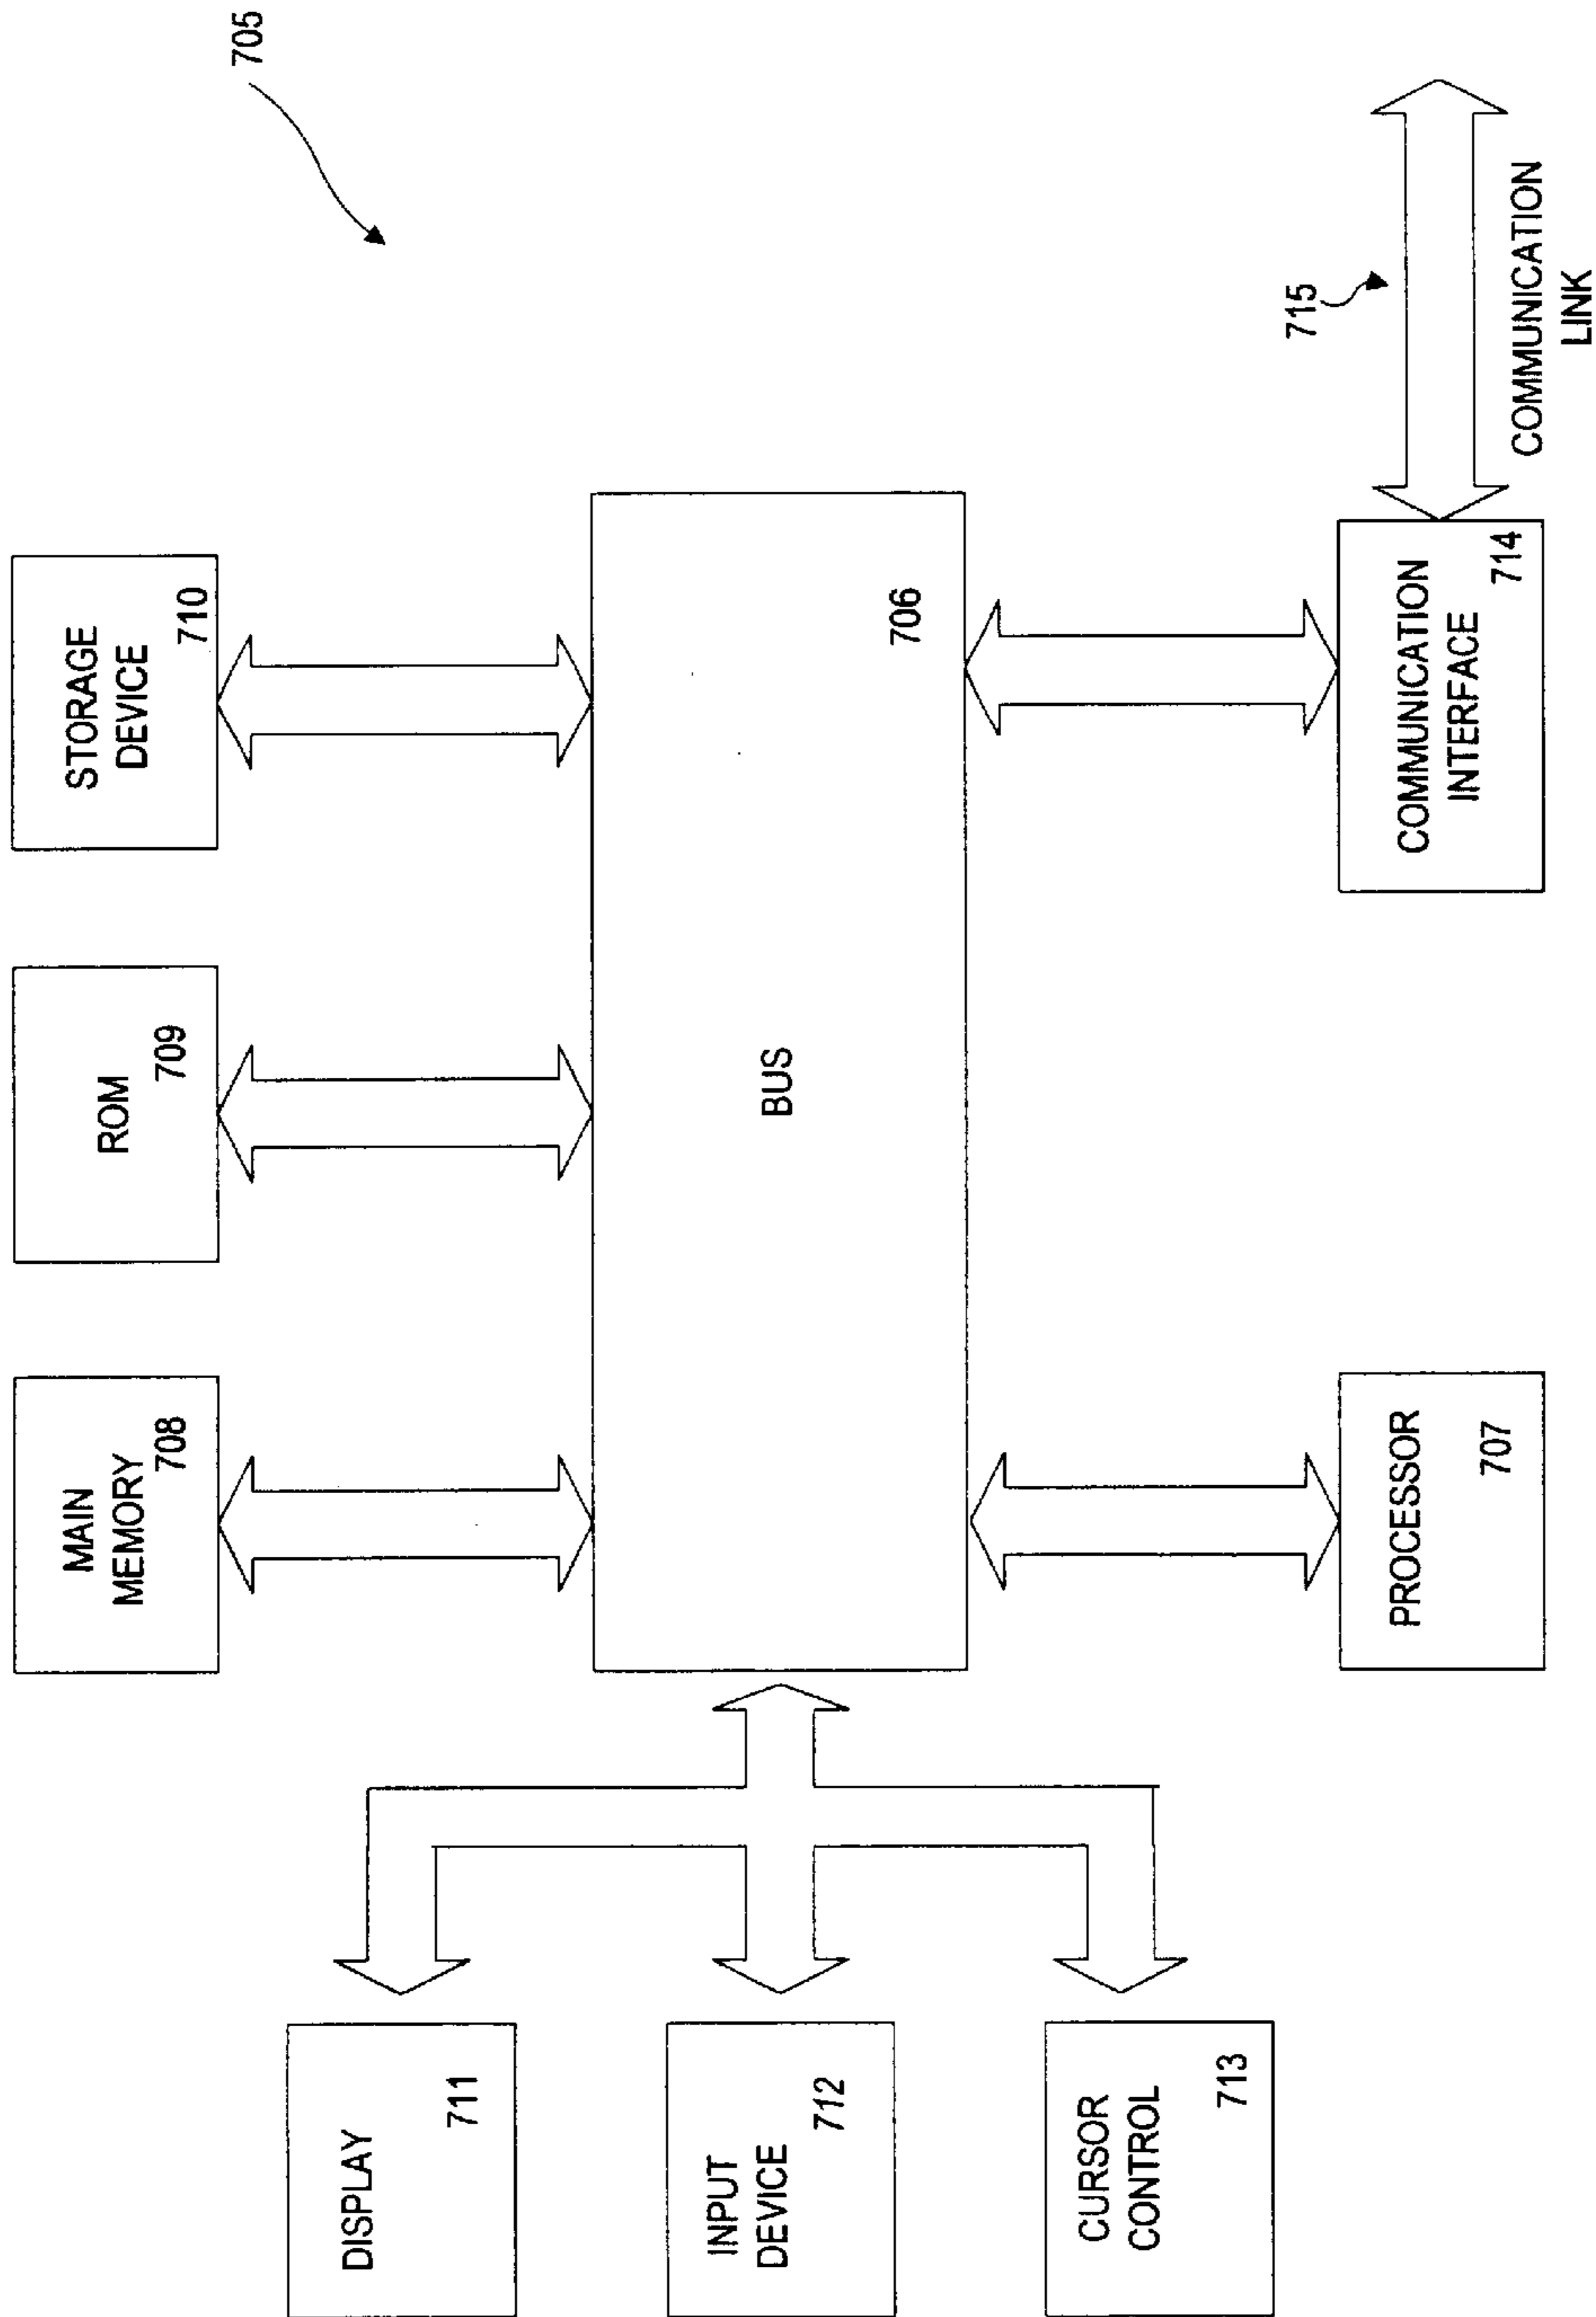 705
MAIN
MEMORY
708
ROM
709
STORAGE
DEVICE
710
DISPLAY
711
INPUT
DEVICE
712
CURSOR
CONTROL
713
BUS
706
PROCESSOR
707
COMMUNICATION
INTERFACE
714
715
COMMUNICATION
LINK